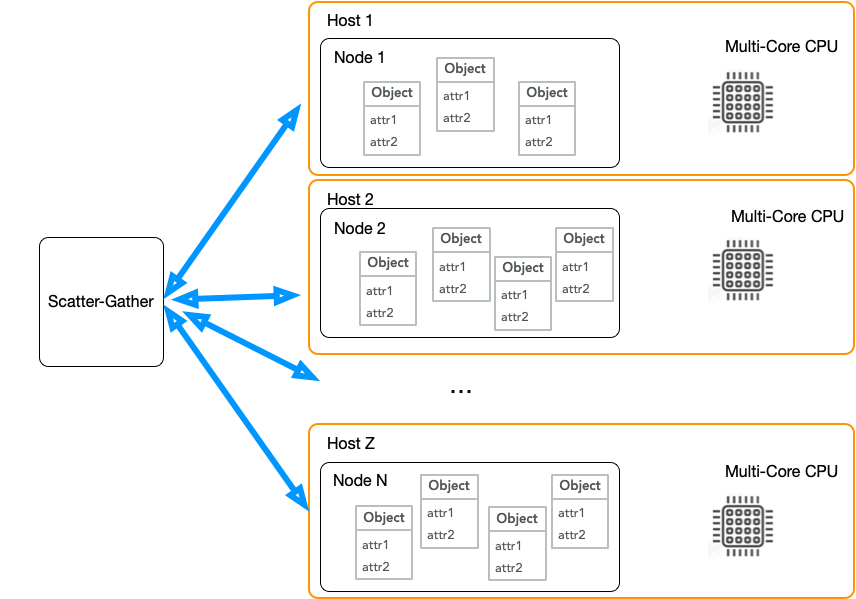 Host 1
Multi-Core CPU
Node 1
Object
attr1
attr2
Object
attr1
attr2
Object
attr1
attr2
Host 2
Multi-Core CPU
Node 2
Object
attr1
attr2
Object
attr1
attr2
Object
attr1
attr2
Object
attr1
attr2
Scatter-Gather
...
Host Z
Multi-Core CPU
Node N
Object
attr1
attr2
Object
attr1
attr2
Object
attr1
attr2
Object
attr1
attr2